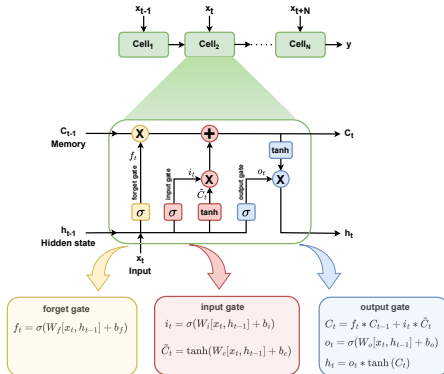 x_{t-1} x_t x_{t+N}
Cell_1 Cell_2 ...... Cell_N y
C_{t-1} X + C_t
Memory
tanh
f_t forget gate input gate i_t X output gate o_t X
C̃_t
σ σ tanh σ
h_{t-1} h_t
Hidden state
x_t
Input
forget gate
f_t = σ(W_f[x_t, h_{t-1}] + b_f)
input gate
i_t = σ(W_i[x_t, h_{t-1}] + b_i)
C̃_t = tanh(W_c[x_t, h_{t-1}] + b_c)
output gate
C_t = f_t * C_{t-1} + i_t * C̃_t
o_t = σ(W_o[x_t, h_{t-1}] + b_o)
h_t = o_t * tanh (C_t)